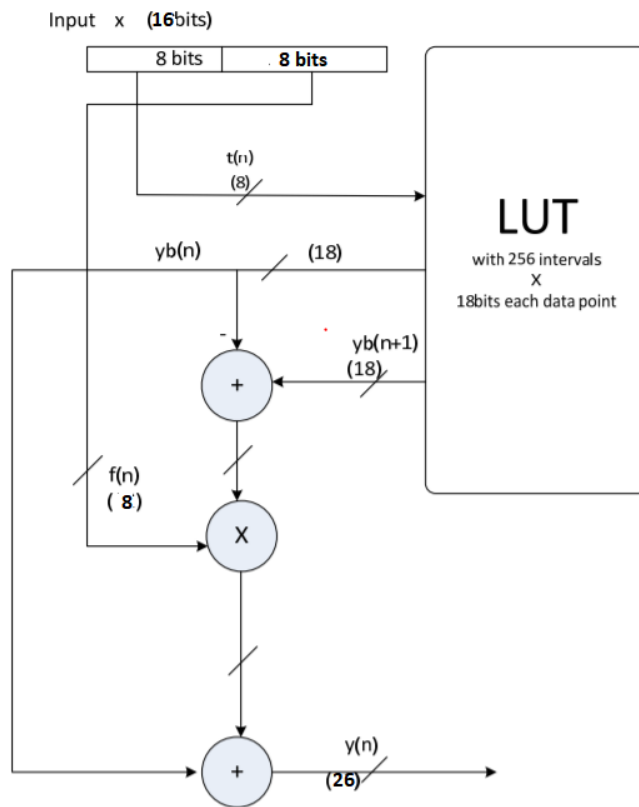 Input x (16bits)
8 bits 8 bits
t(n)
(8)
LUT
with 256 intervals
X
18bits each data point
yb(n) (18)
-
yb(n+1)
(18)
+
f(n)
(8)
X
y(n)
+
(26)